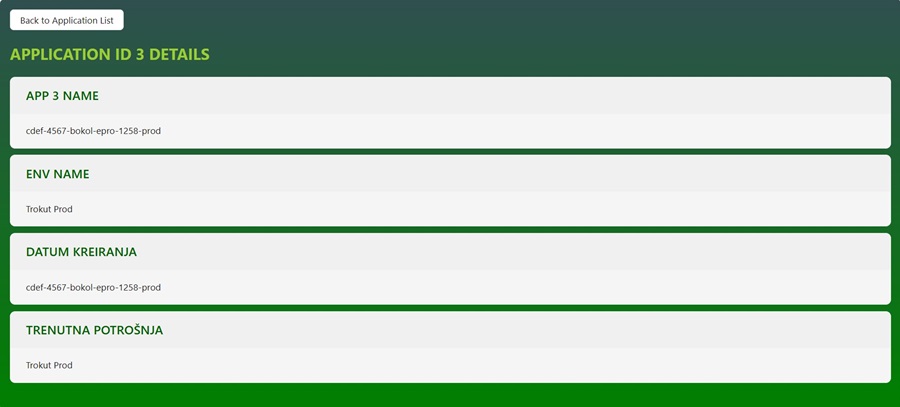 Back to Application List
APPLICATION ID 3 DETAILS
APP 3 NAME
cdef-4567-bokol-epro-1258-prod
ENV NAME
Trokut Prod
DATUM KREIRANJA
cdef-4567-bokol-epro-1258-prod
TRENUTNA POTROŠNJA
Trokut Prod